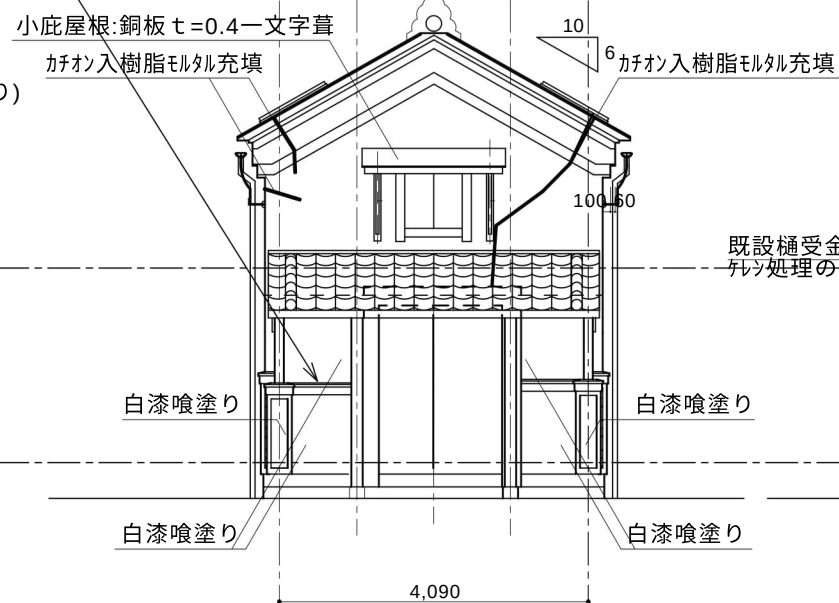 小庇屋根:銅板ｔ=0.4一文字葺
10
6
ｶﾁｵﾝ入樹脂ﾓﾙﾀﾙ充填
ｶﾁｵﾝ入樹脂ﾓﾙﾀﾙ充填
り)
100 60
既設樋受金
ｹﾚﾝ処理の
白漆喰塗り
白漆喰塗り
白漆喰塗り
白漆喰塗り
4,090